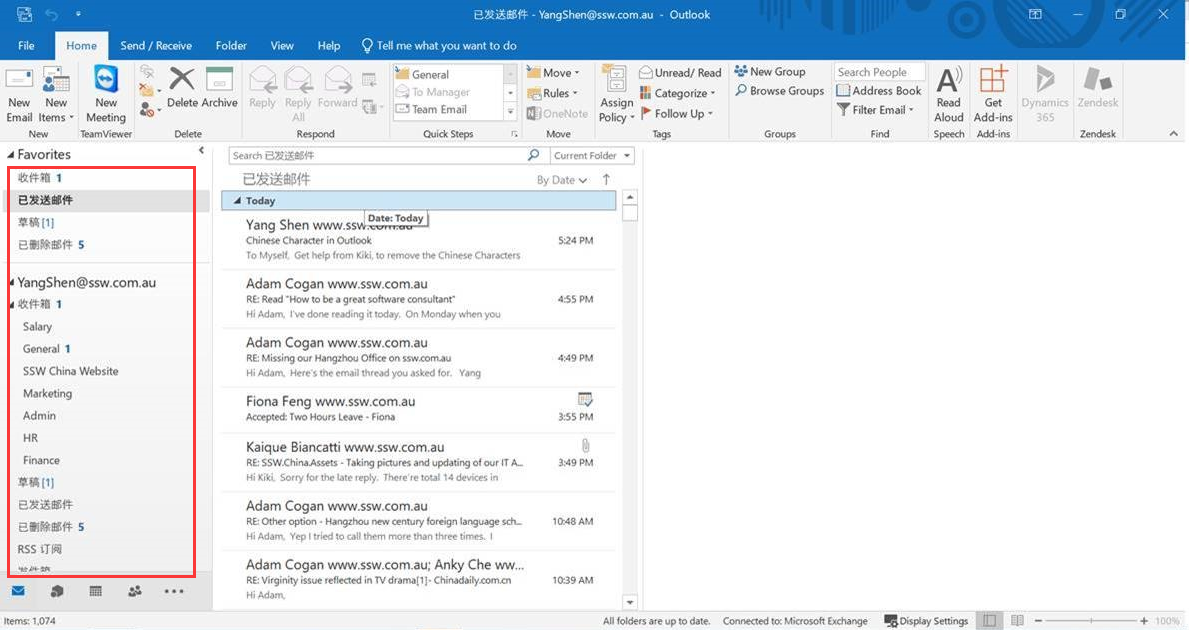 已发送邮件 - YangShen@ssw.com.au - Outlook
File Home Send / Receive Folder View Help Tell me what you want to do
New Email
New Items
New
New Meeting
TeamViewer
Delete Archive
Delete
Reply Reply All Forward
Respond
General
To Manager
Team Email
Quick Steps
Move
Rules
OneNote
Move
Assign Policy
Unread/ Read
Categorize
Follow Up
Tags
New Group
Browse Groups
Groups
Search People
Address Book
Filter Email
Find
Read Aloud
Speech
Get Add-ins
Add-ins
Dynamics 365
Zendesk
Zendesk
Favorites
收件箱 1
已发送邮件
草稿 [1]
已删除邮件 5
YangShen@ssw.com.au
收件箱 1
Salary
General 1
SSW China Website
Marketing
Admin
HR
Finance
草稿 [1]
已发送邮件
已删除邮件 5
RSS 订阅
Search 已发送邮件 Current Folder
已发送邮件 By Date
Today
Date: Today
Yang Shen www.ssw.com.au
Chinese Character in Outlook 5:24 PM
To Myself, Get help from Kiki, to remove the Chinese Characters
Adam Cogan www.ssw.com.au
RE: Read "How to be a great software consultant" 4:55 PM
Hi Adam, I've done reading it today. On Monday when you
Adam Cogan www.ssw.com.au
RE: Missing our Hangzhou Office on ssw.com.au 4:49 PM
Hi Adam, Here's the email thread you asked for. Yang
Fiona Feng www.ssw.com.au
Accepted: Two Hours Leave - Fiona 3:55 PM
Kaique Biancatti www.ssw.com.au
RE: SSW.China.Assets - Taking pictures and updating of our IT A... 3:49 PM
Hi Kiki, Sorry for the late reply. There're total 14 devices in
Adam Cogan www.ssw.com.au
RE: Other option - Hangzhou new century foreign language sch... 10:48 AM
Hi Adam, Yep I tried to call them more than three times. I
Adam Cogan www.ssw.com.au; Anky Che ww...
RE: Virginity issue reflected in TV drama[1]- Chinadaily.com.cn 10:39 AM
Hi Adam,
Items: 1,074 All folders are up to date. Connected to: Microsoft Exchange Display Settings 100%